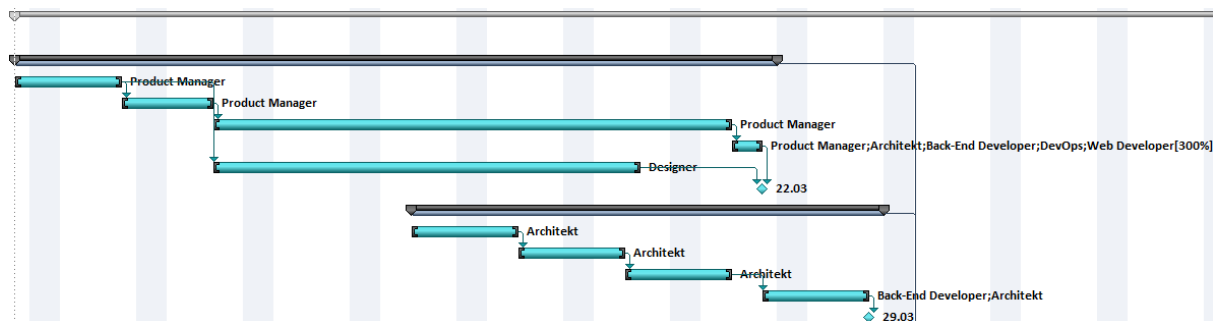 Product Manager
Product Manager
Product Manager
Product Manager;Architekt;Back-End Developer;DevOps;Web Developer[300%]
Designer
22.03
Architekt
Architekt
Architekt
Back-End Developer;Architekt
29.03